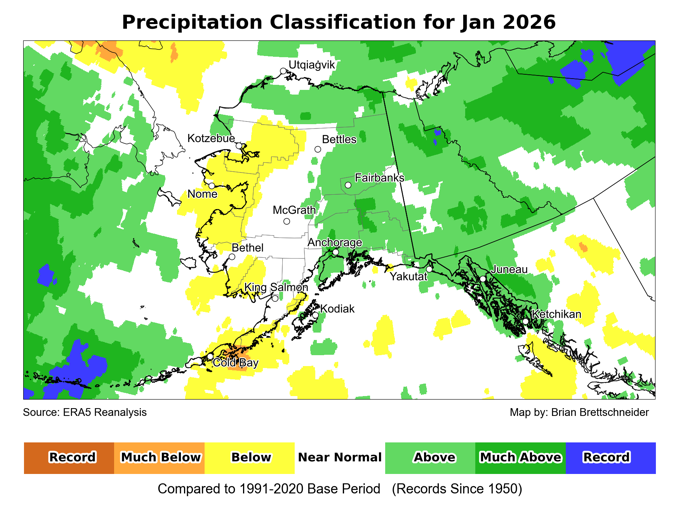 Precipitation Classification for Jan 2026
Utqiaġvik
Kotzebue
Bettles
Fairbanks
Nome
McGrath
Anchorage
Bethel
Yakutat
Juneau
King Salmon
Kodiak
Ketchikan
Cold Bay
Source: ERA5 Reanalysis
Map by: Brian Brettschneider
Record Much Below Below Near Normal Above Much Above Record
Compared to 1991-2020 Base Period (Records Since 1950)